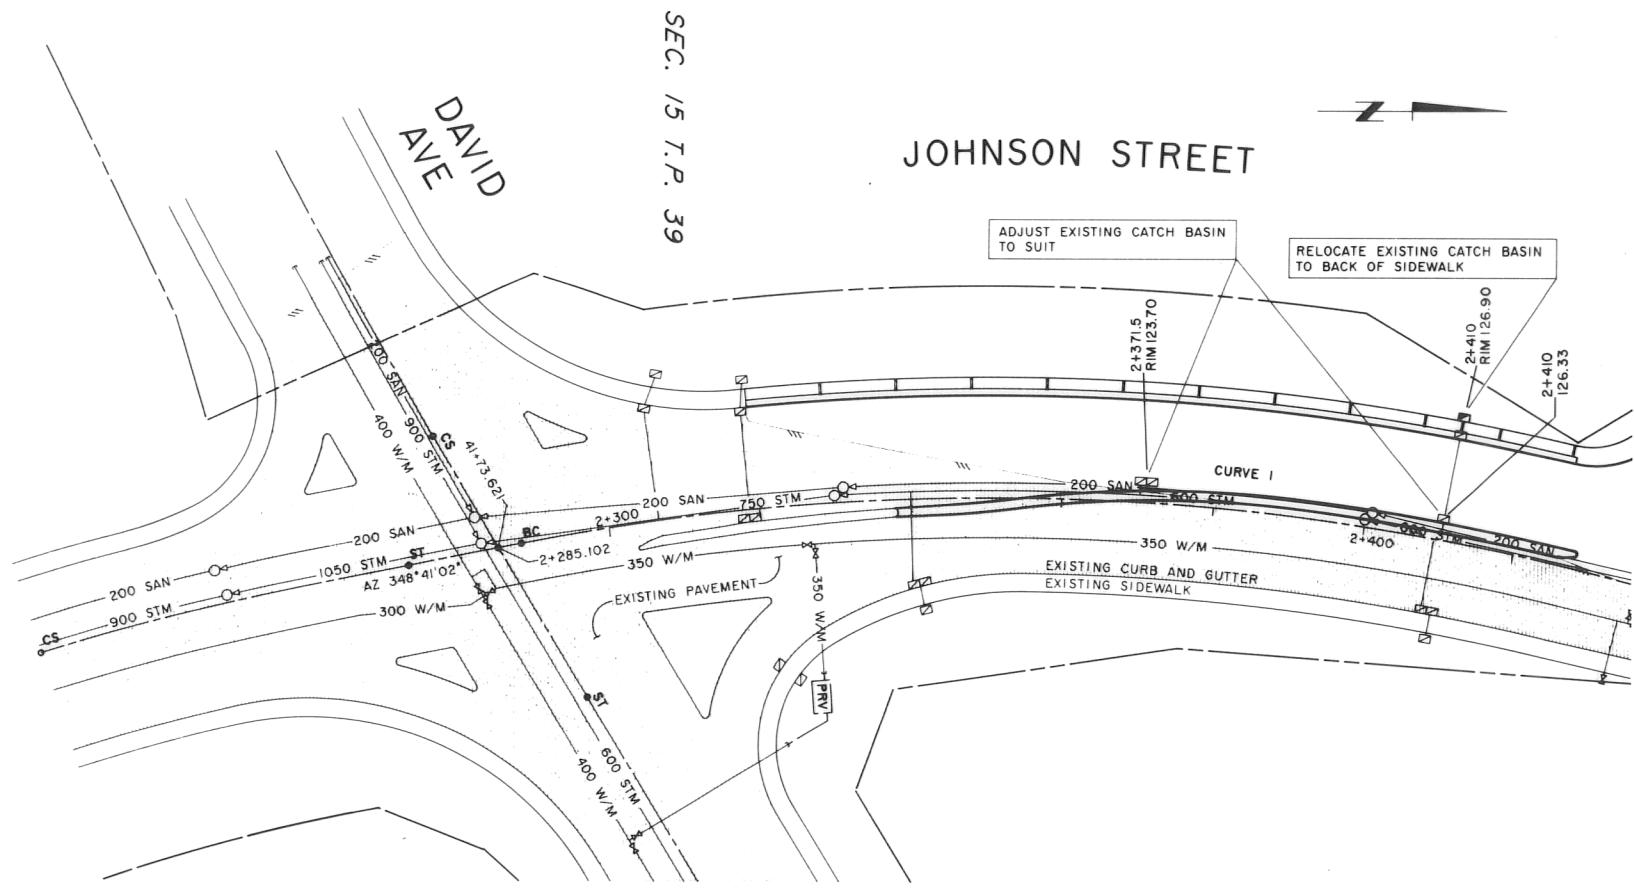 SEC. 15 T.P. 39
DAVID
AVE
JOHNSON STREET
N
ADJUST EXISTING CATCH BASIN
TO SUIT
RELOCATE EXISTING CATCH BASIN
TO BACK OF SIDEWALK
2+371.5
RIM 123.70
2+410
RIM 126.90
2+410
126.33
CURVE 1
200 SAN
900 STM
400 W/M
CS
41+73.621
200 SAN
600 STM
200 SAN
750 STM
2+300
BC
2+285.102
200 SAN
ST
1050 STM
AZ 348°41'02"
200 SAN
900 STM
CS
300 W/M
350 W/M
350 W/M
2+400
600 STM
200 SAN
EXISTING PAVEMENT
350 W/M
EXISTING CURB AND GUTTER
EXISTING SIDEWALK
PRV
ST
600 STM
400 W/M